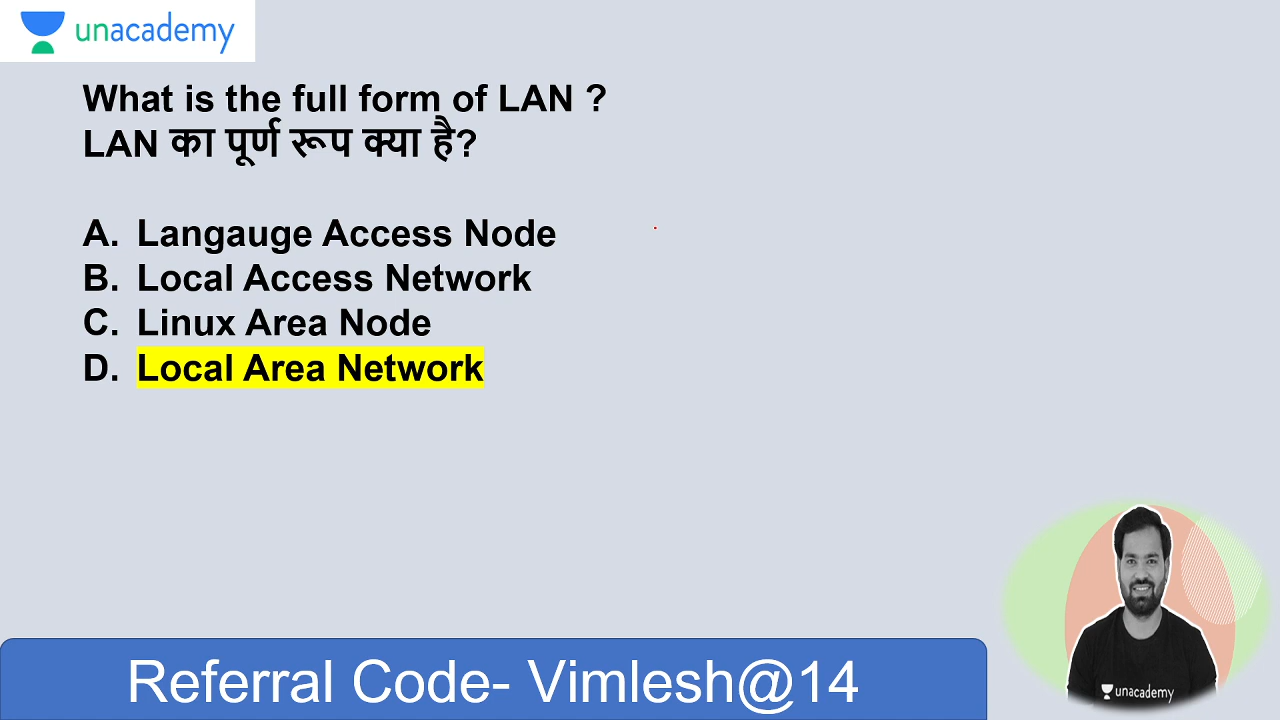 unacademy
What is the full form of LAN ?
LAN का पूर्ण रूप क्या है?
A. Langauge Access Node
B. Local Access Network
C. Linux Area Node
D. Local Area Network
unacademy
Referral Code- Vimlesh@14